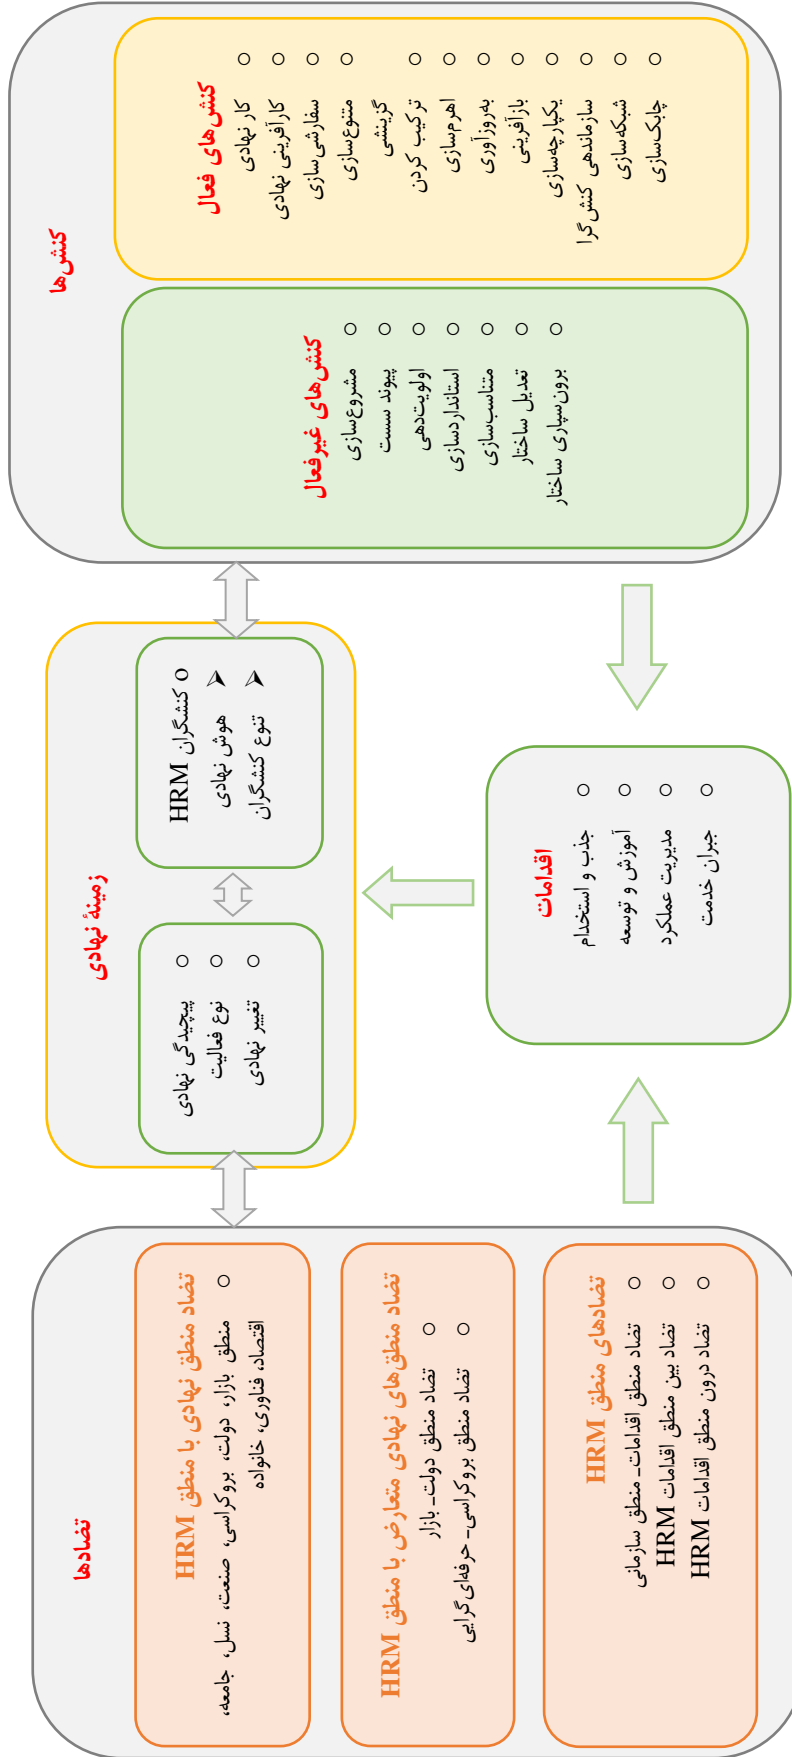 کنش‌ها
کنش‌های فعال
کار نهادی
کارآفرینی نهادی
سفارشی‌سازی
متنوع‌سازی
گزینشی
ترکیب کردن
اهرم‌سازی
به‌روزآوری
بازآفرینی
یکپارچه‌سازی
سازماندهی کنش‌گرا
شبکه‌سازی
چابک‌سازی
کنش‌های غیرفعال
مشروع‌سازی
پیوند سست
اولویت‌دهی
استانداردسازی
متناسب‌سازی
تعدیل ساختار
برون‌سپاری ساختار
زمینهٔ نهادی
کنشگران HRM
هوش نهادی
تنوع کنشگران
پیچیدگی نهادی
نوع فعالیت
تغییر نهادی
اقدامات
جذب و استخدام
آموزش و توسعه
مدیریت عملکرد
جبران خدمت
تضادها
تضاد منطق نهادی با منطق HRM
منطق بازار، دولت، بروکراسی، صنعت، نسل، جامعه،
اقتصاد، فناوری، خانواده
تضاد منطق‌های نهادی متعارض با منطق HRM
تضاد منطق دولت- بازار
تضاد منطق بروکراسی- حرفه‌ای‌گرایی
تضادهای منطق HRM
تضاد منطق اقدامات- منطق سازمانی
تضاد بین منطق اقدامات HRM
تضاد درون منطق اقدامات HRM